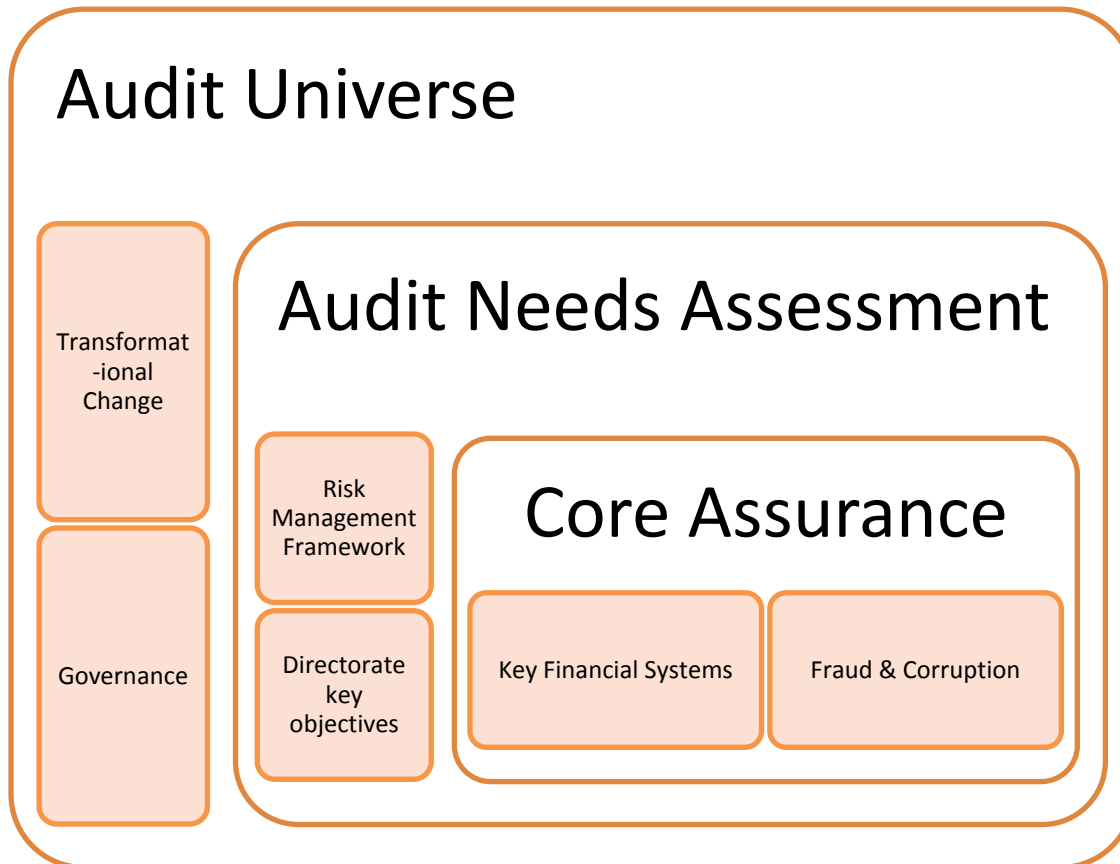 Audit Universe
Transformat
-ional
Change
Governance
Audit Needs Assessment
Risk
Management
Framework
Directorate
key
objectives
Core Assurance
Key Financial Systems
Fraud & Corruption